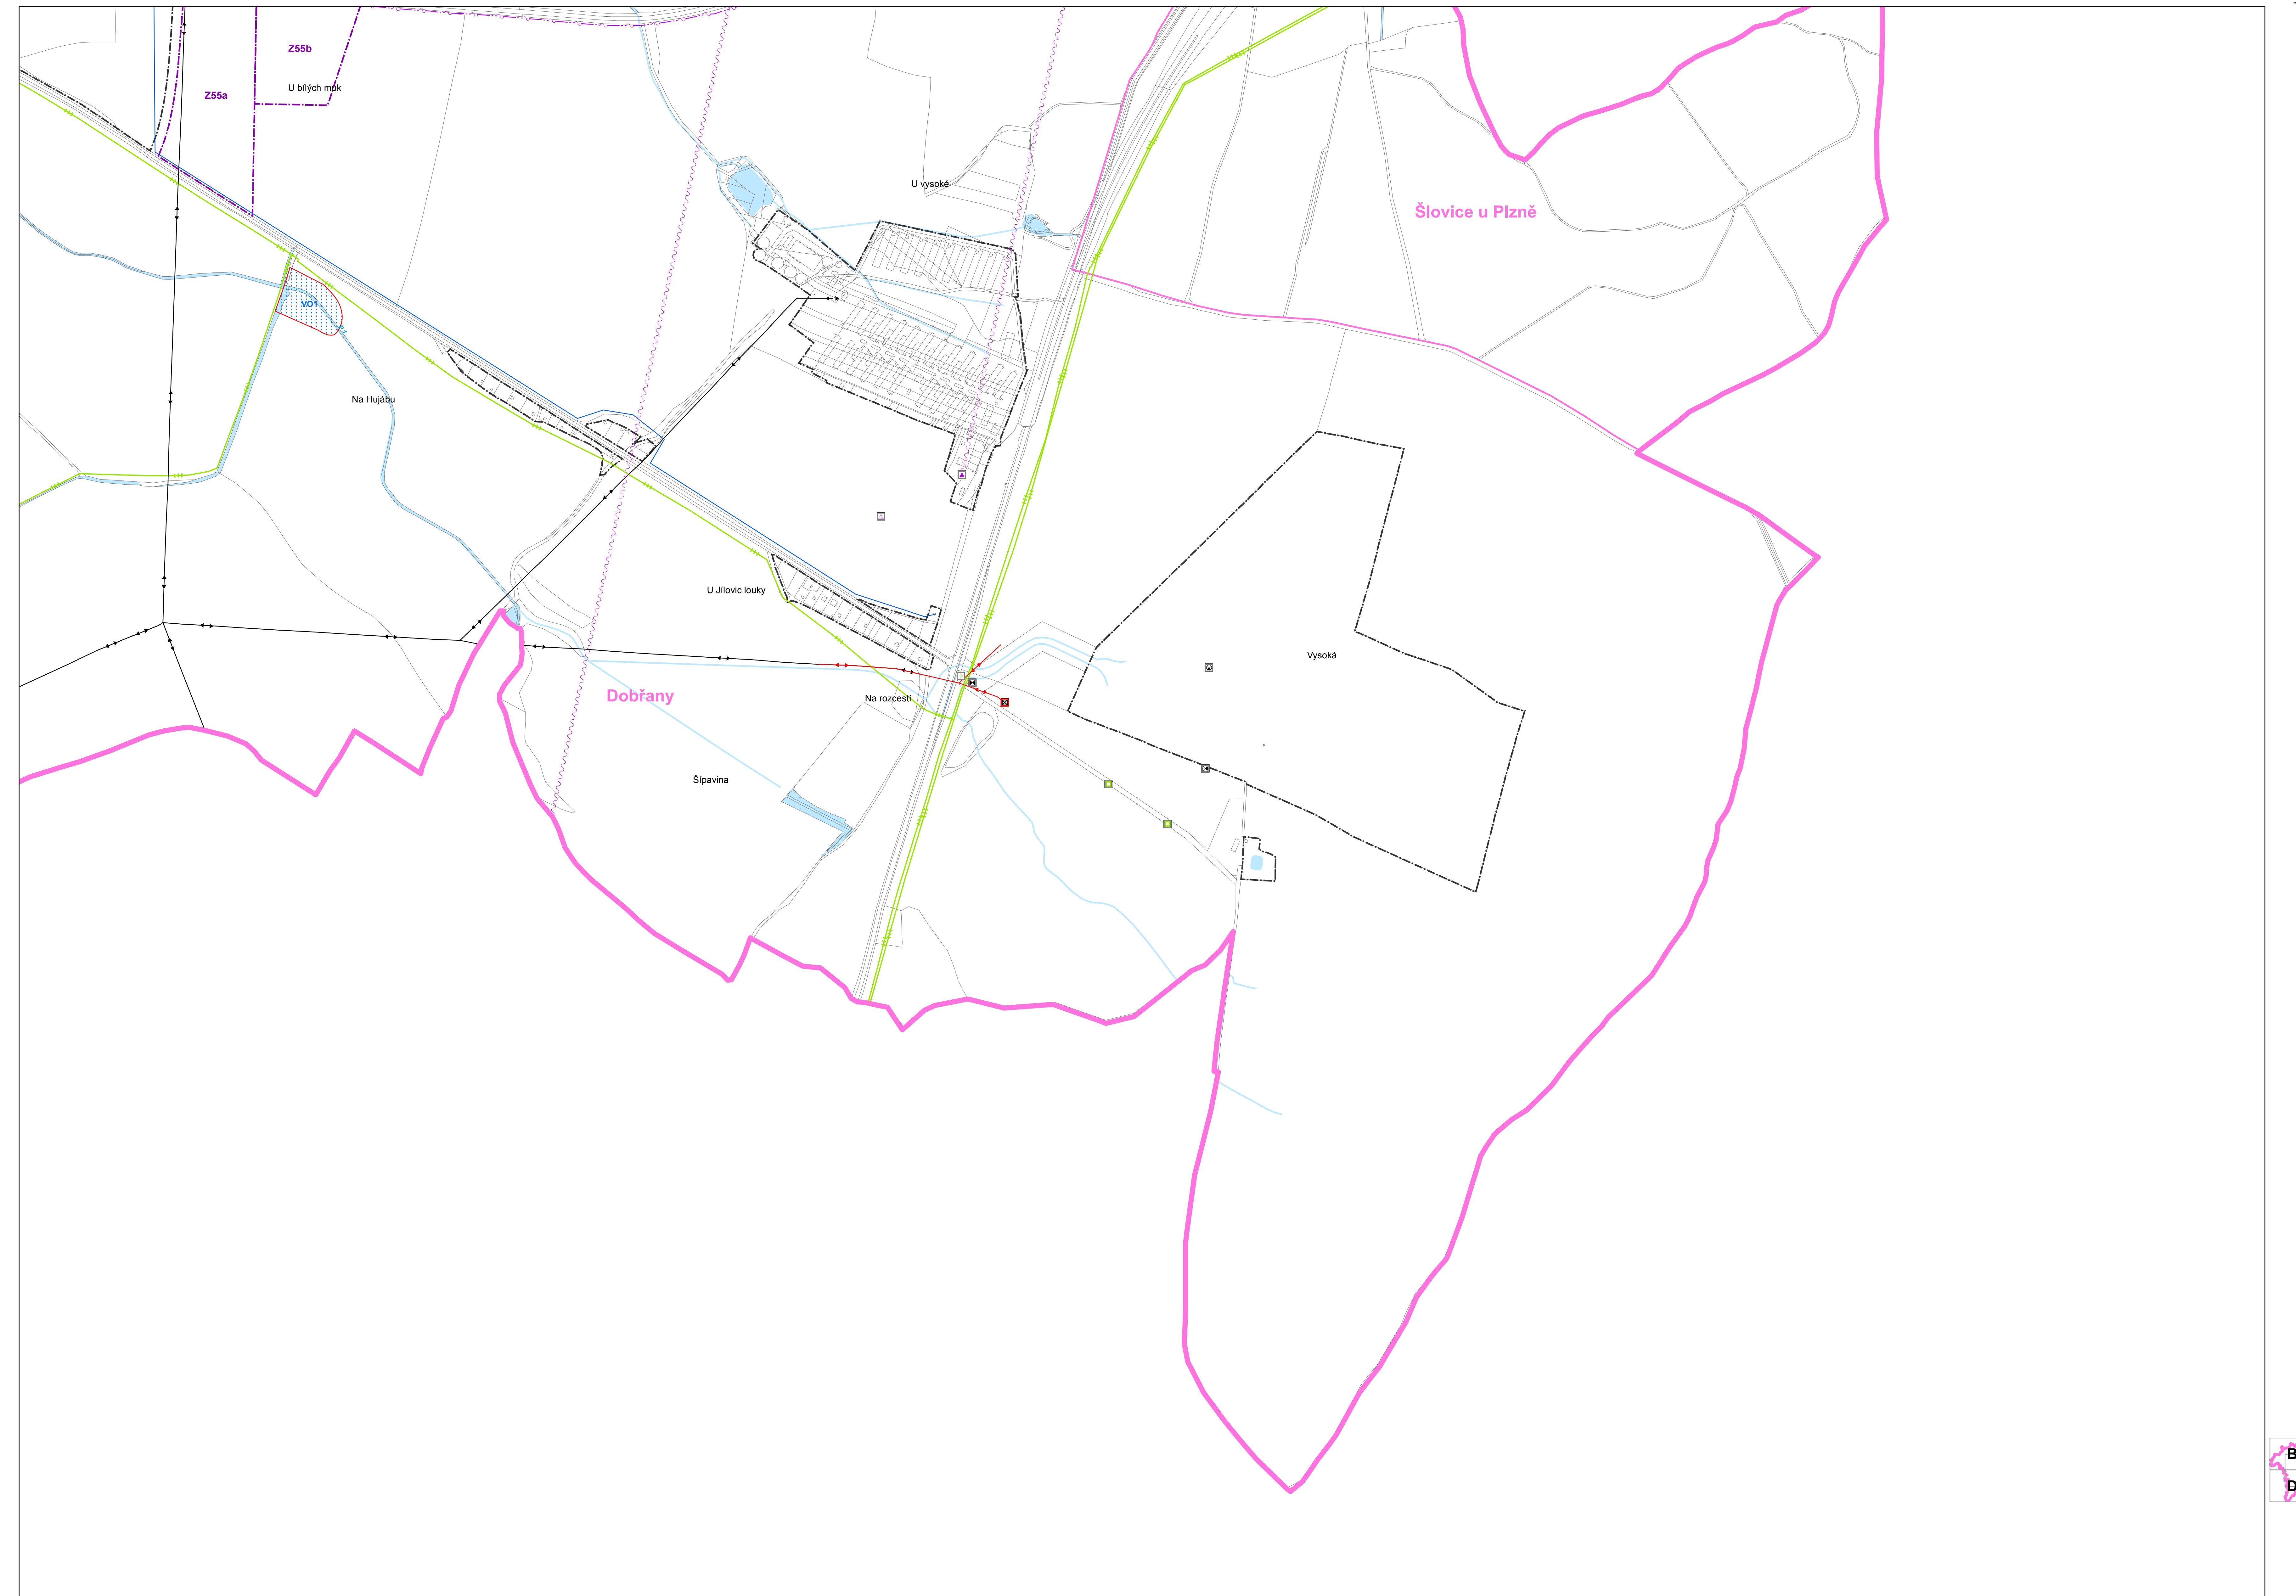 Z55b
U bílých muk
Z55a
U vysoké
Šlovice u Plzně
VO1
Na Hujábu
U Jílovic louky
Vysoká
Dobřany
Na rozcestí
Šípavina
B
D